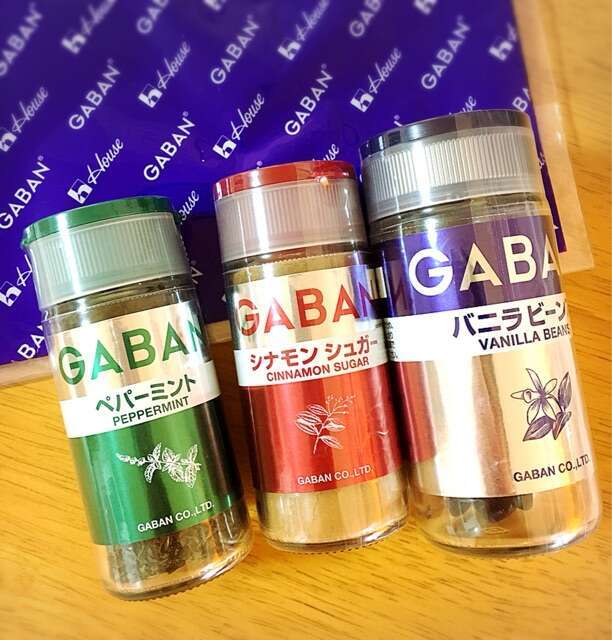 House GABAN House GABAN
GABAN
ペパーミント
PEPPERMINT
GABAN CO.,LTD.
GABAN
シナモン シュガー
CINNAMON SUGAR
GABAN CO.,LTD.
GABA
バニラビーン
VANILLA BEANS
GABAN CO.,LTD.